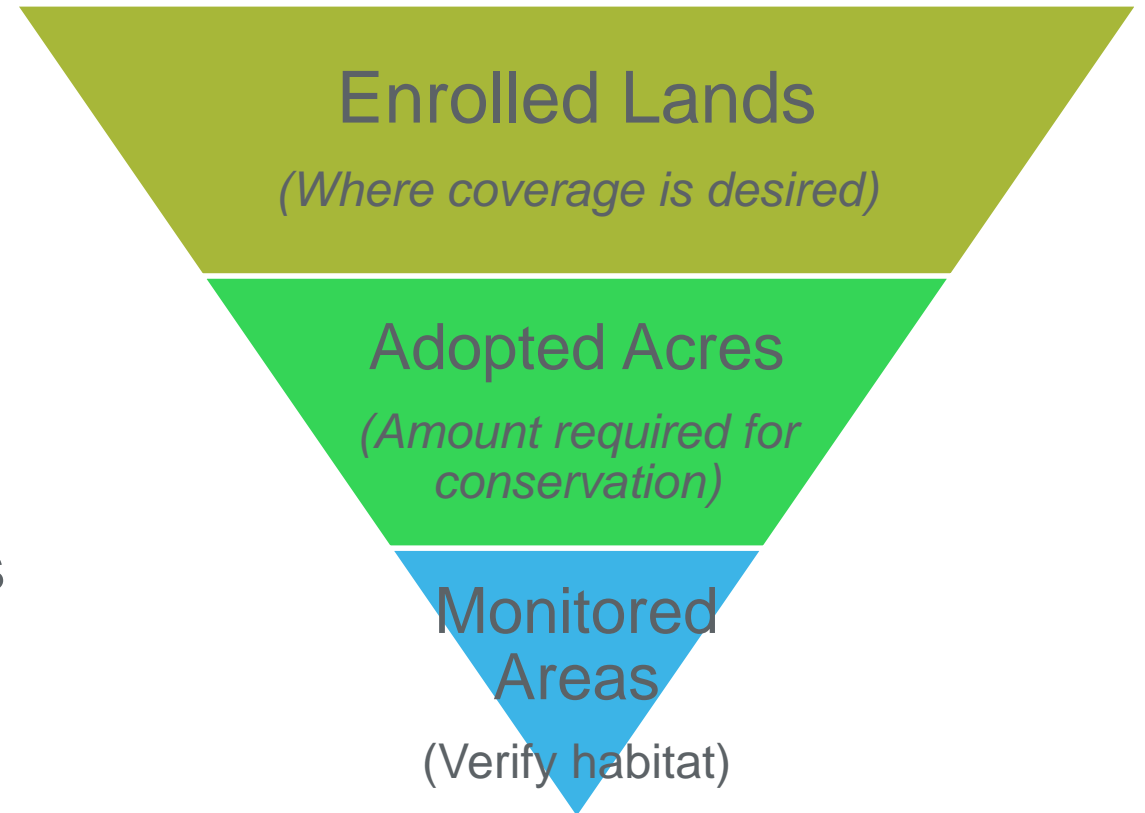 Enrolled Lands
(Where coverage is desired)
Adopted Acres
(Amount required for
conservation)
s
Monitored
Areas
(Verify habitat)